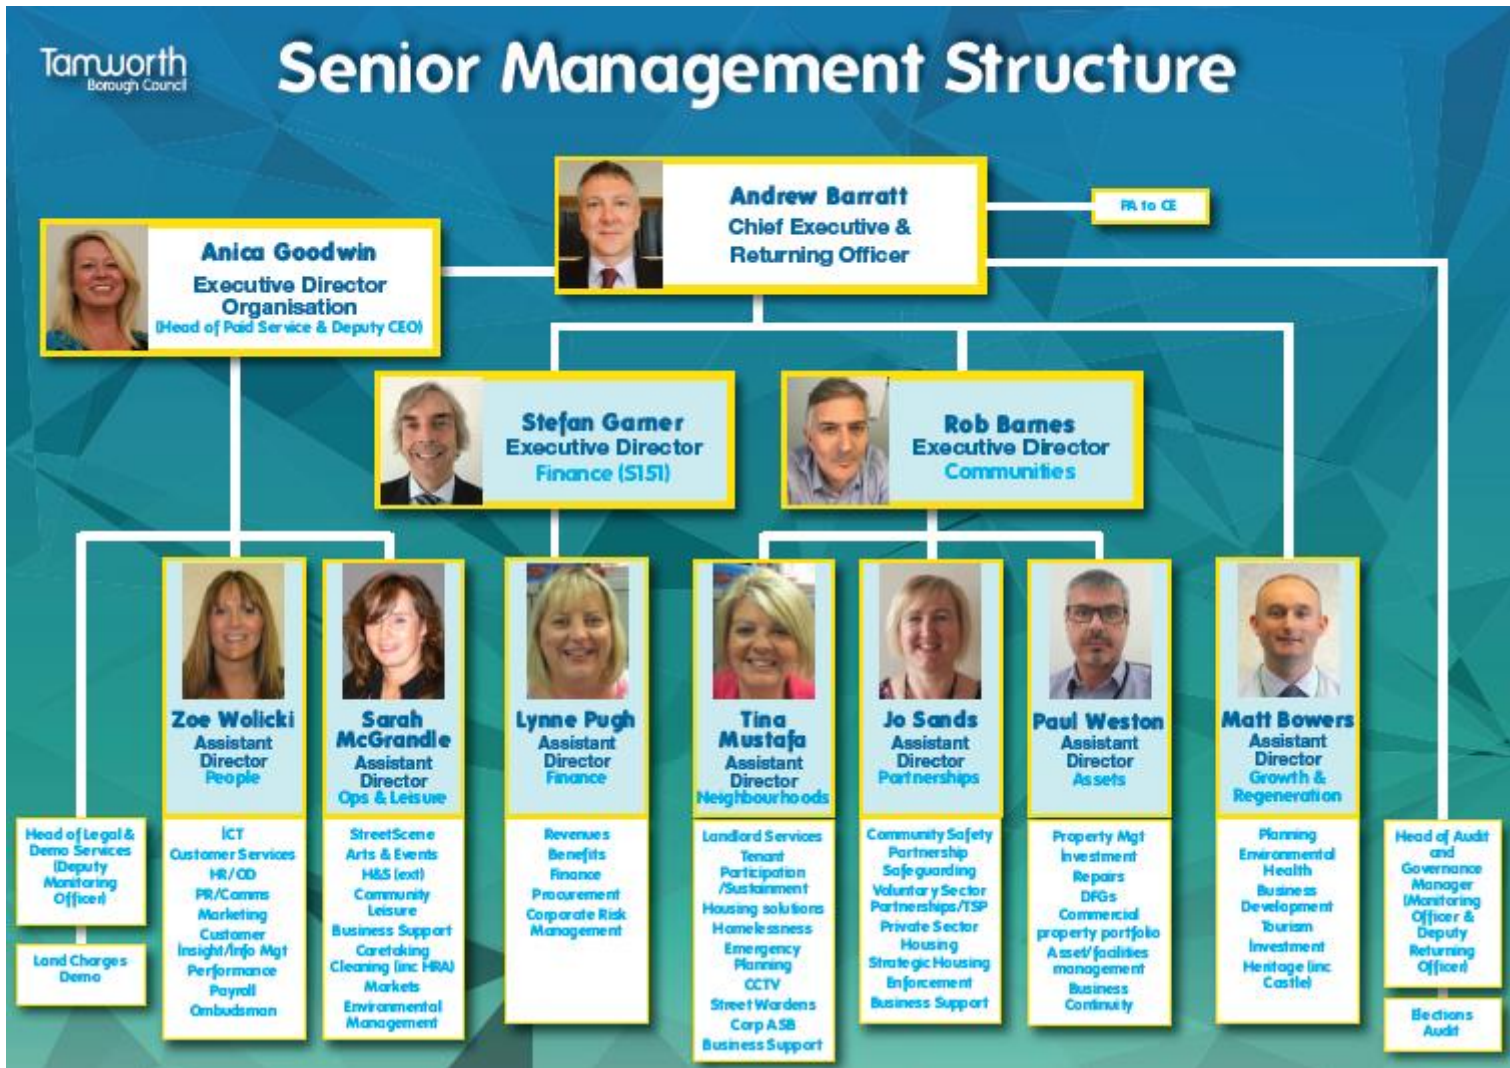 Tamworth
Borough Council
Senior Management Structure
Andrew Barratt
Chief Executive &
Returning Officer
PA to CE
Anica Goodwin
Executive Director
Organisation
(Head of Paid Service & Deputy CEO)
Stefan Garner
Executive Director
Finance (S151)
Rob Barnes
Executive Director
Communities
Zoe Wolicki
Assistant
Director
People
Sarah
McGrandle
Assistant
Director
Ops & Leisure
Lynne Pugh
Assistant
Director
Finance
Tina
Mustafa
Assistant
Director
Neighbourhoods
Jo Sands
Assistant
Director
Partnerships
Paul Weston
Assistant
Director
Assets
Matt Bowers
Assistant
Director
Growth &
Regeneration
Head of Legal &
Demo Services
(Deputy
Monitoring
Officer)
Land Charges
Demo
ICT
Customer Services
HR/OD
PR/Comms
Marketing
Customer
Insight/Info Mgt
Performance
Payroll
Ombudsman
StreetScene
Arts & Events
H&S (ext)
Community
Leisure
Business Support
Caretaking
Cleaning (inc HRA)
Markets
Environmental
Management
Revenues
Benefits
Finance
Procurement
Corporate Risk
Management
Landlord Services
Tenant
Participation
/Sustainment
Housing solutions
Homelessness
Emergency
Planning
CCTV
Street Wardens
Corp ASB
Business Support
Community Safety
Partnership
Safeguarding
Voluntary Sector
Partnerships/TSP
Private Sector
Housing
Strategic Housing
Enforcement
Business Support
Property Mgt
Investment
Repairs
DFGs
Commercial
property portfolio
Asset/facilities
management
Business
Continuity
Planning
Environmental
Health
Business
Development
Tourism
Investment
Heritage (inc
Castle)
Head of Audit
and
Governance
Manager
(Monitoring
Officer &
Deputy
Returning
Officer)
Elections
Audit